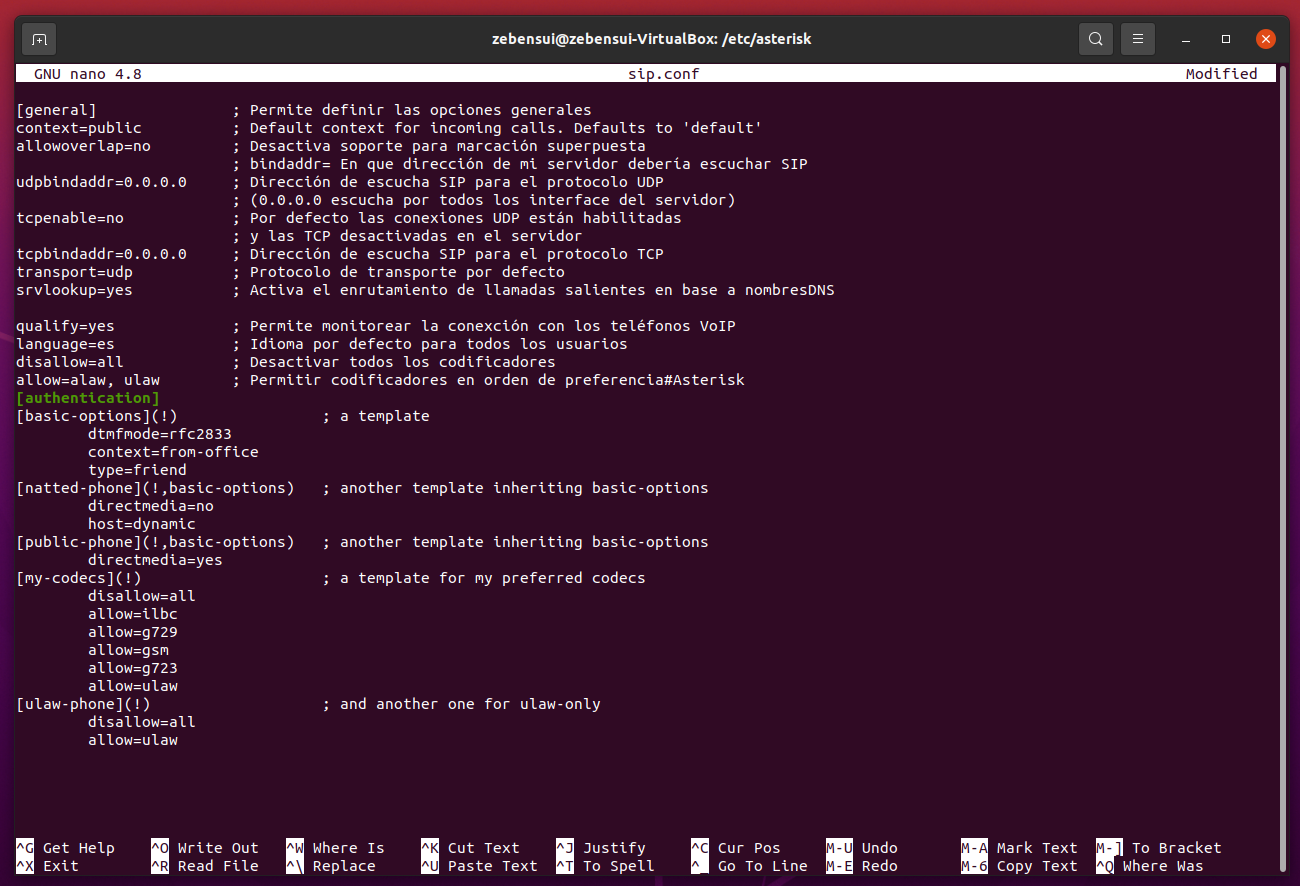 zebensui@zebensui-VirtualBox: /etc/asterisk
GNU nano 4.8 sip.conf Modified
[general] ; Permite definir las opciones generales
context=public ; Default context for incoming calls. Defaults to 'default'
allowoverlap=no ; Desactiva soporte para marcación superpuesta
; bindaddr= En que dirección de mi servidor debería escuchar SIP
udpbindaddr=0.0.0.0 ; Dirección de escucha SIP para el protocolo UDP
; (0.0.0.0 escucha por todos los interface del servidor)
tcpenable=no ; Por defecto las conexiones UDP están habilitadas
; y las TCP desactivadas en el servidor
tcpbindaddr=0.0.0.0 ; Dirección de escucha SIP para el protocolo TCP
transport=udp ; Protocolo de transporte por defecto
srvlookup=yes ; Activa el enrutamiento de llamadas salientes en base a nombresDNS
qualify=yes ; Permite monitorear la conexción con los teléfonos VoIP
language=es ; Idioma por defecto para todos los usuarios
disallow=all ; Desactivar todos los codificadores
allow=alaw, ulaw ; Permitir codificadores en orden de preferencia#Asterisk
[authentication]
[basic-options](!) ; a template
dtmfmode=rfc2833
context=from-office
type=friend
[natted-phone](!,basic-options) ; another template inheriting basic-options
directmedia=no
host=dynamic
[public-phone](!,basic-options) ; another template inheriting basic-options
directmedia=yes
[my-codecs](!) ; a template for my preferred codecs
disallow=all
allow=ilbc
allow=g729
allow=gsm
allow=g723
allow=ulaw
[ulaw-phone](!) ; and another one for ulaw-only
disallow=all
allow=ulaw
^G Get Help ^O Write Out ^W Where Is ^K Cut Text ^J Justify ^C Cur Pos M-U Undo M-A Mark Text M-] To Bracket
^X Exit ^R Read File ^\ Replace ^U Paste Text ^T To Spell ^_ Go To Line M-E Redo M-6 Copy Text ^Q Where Was